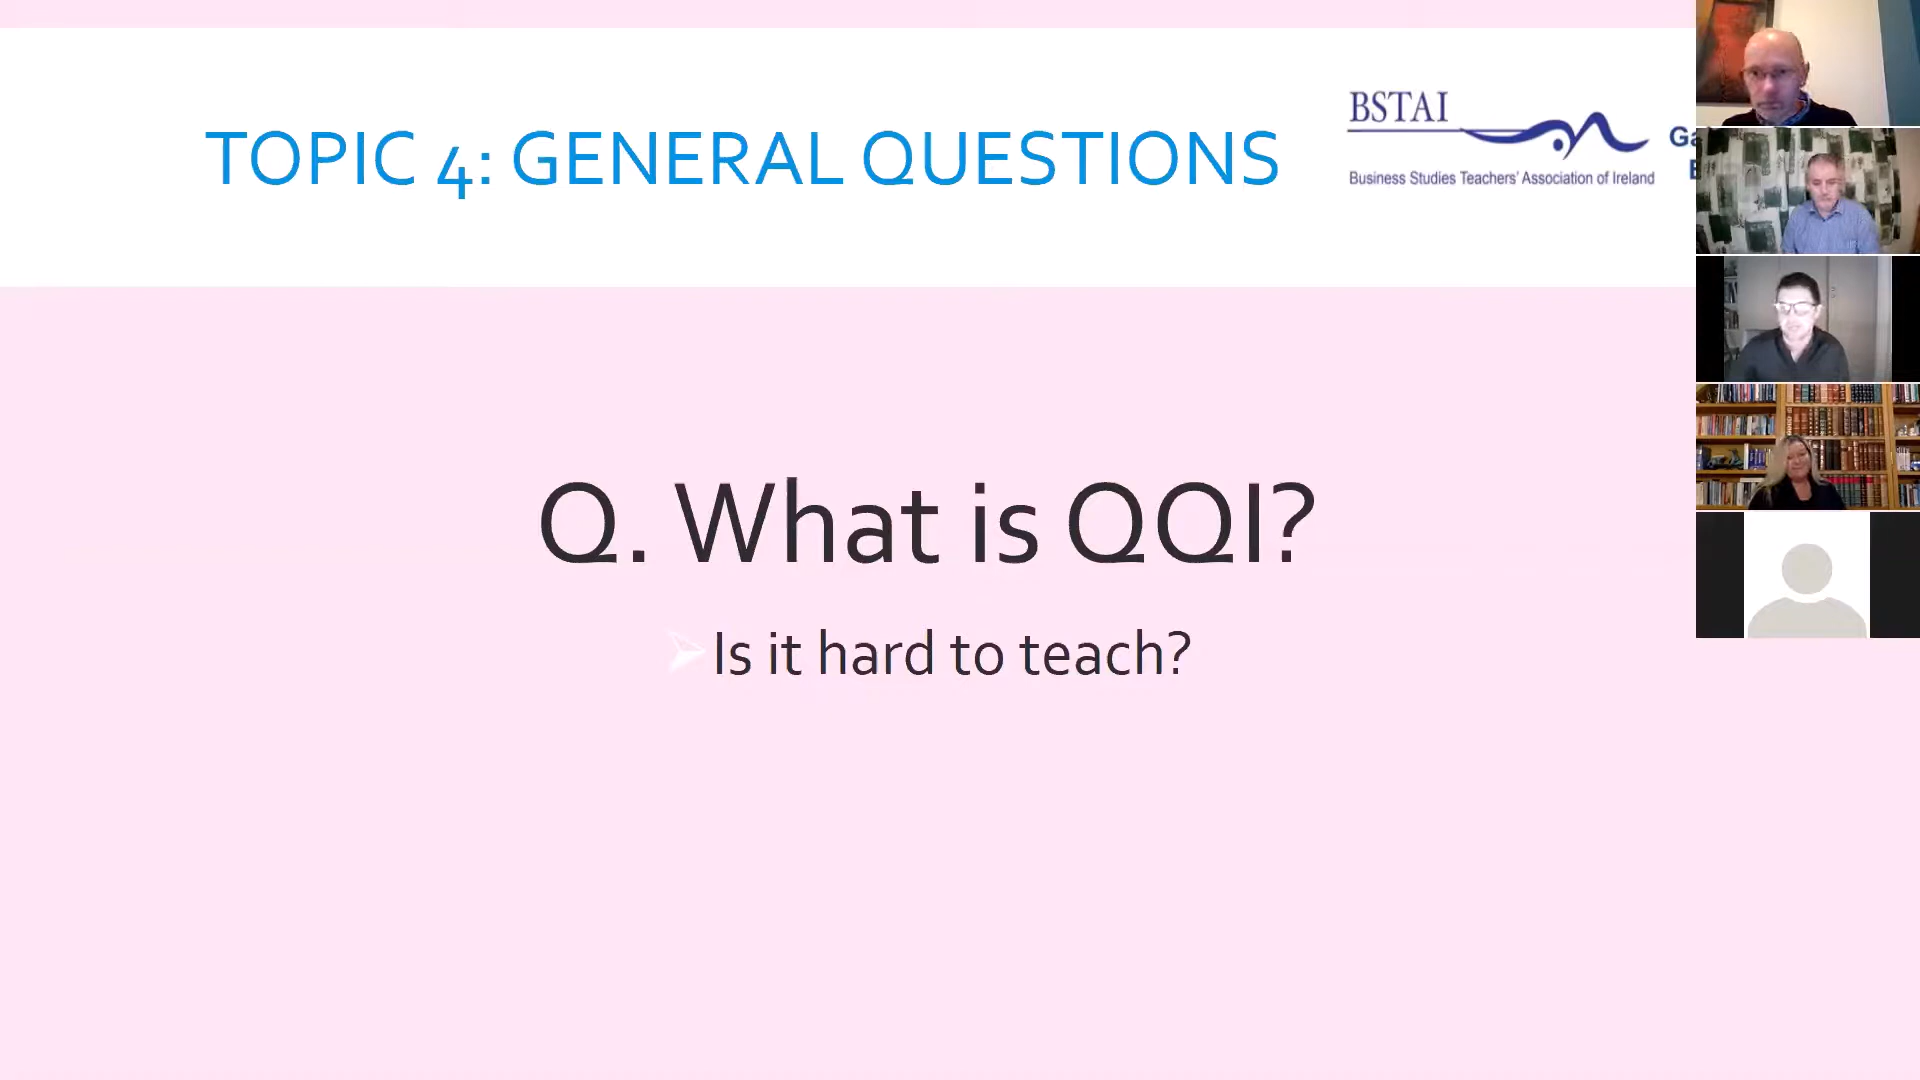 TOPIC 4: GENERAL QUESTIONS
BSTAI
Business Studies Teachers' Association of Ireland
Q. What is QQI?
Is it hard to teach?